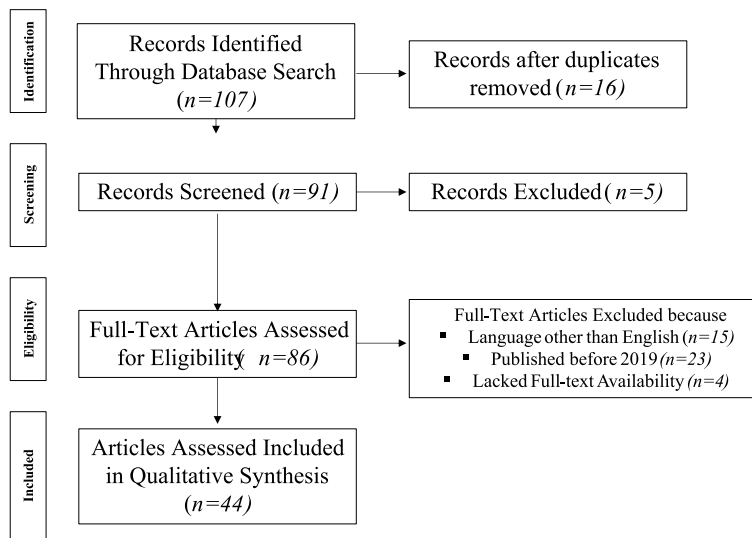 Identification
Records Identified
Through Database Search
(n=107)
Records after duplicates
removed (n=16)
Screening
Records Screened (n=91)
Records Excluded (n=5)
Eligibility
Full-Text Articles Assessed
for Eligibility( n=86)
Full-Text Articles Excluded because
▪ Language other than English (n=15)
▪ Published before 2019 (n=23)
▪ Lacked Full-text Availability (n=4)
Included
Articles Assessed Included
in Qualitative Synthesis
(n=44)